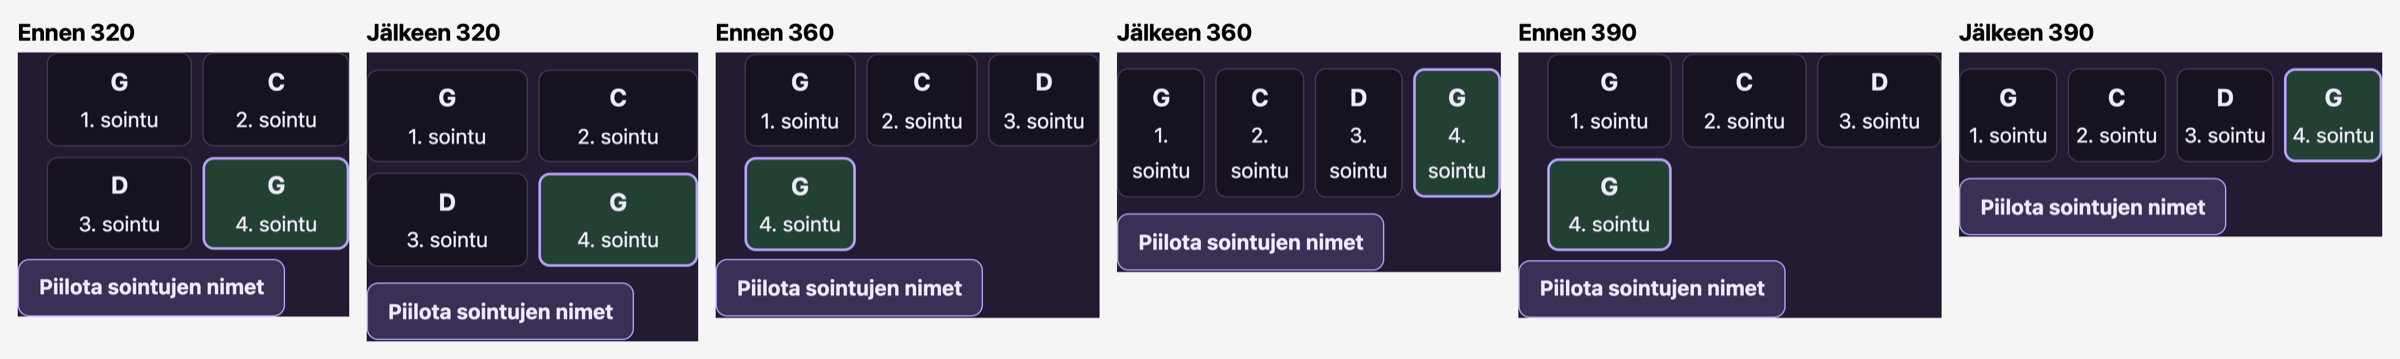 Ennen 320
G
1. sointu
C
2. sointu
D
3. sointu
G
4. sointu
Piilota sointujen nimet
Jälkeen 320
G
1. sointu
C
2. sointu
D
3. sointu
G
4. sointu
Piilota sointujen nimet
Ennen 360
G
1. sointu
C
2. sointu
D
3. sointu
G
4. sointu
Piilota sointujen nimet
Jälkeen 360
G
1.
sointu
C
2.
sointu
D
3.
sointu
G
4.
sointu
Piilota sointujen nimet
Ennen 390
G
1. sointu
C
2. sointu
D
3. sointu
G
4. sointu
Piilota sointujen nimet
Jälkeen 390
G
1. sointu
C
2. sointu
D
3. sointu
G
4. sointu
Piilota sointujen nimet